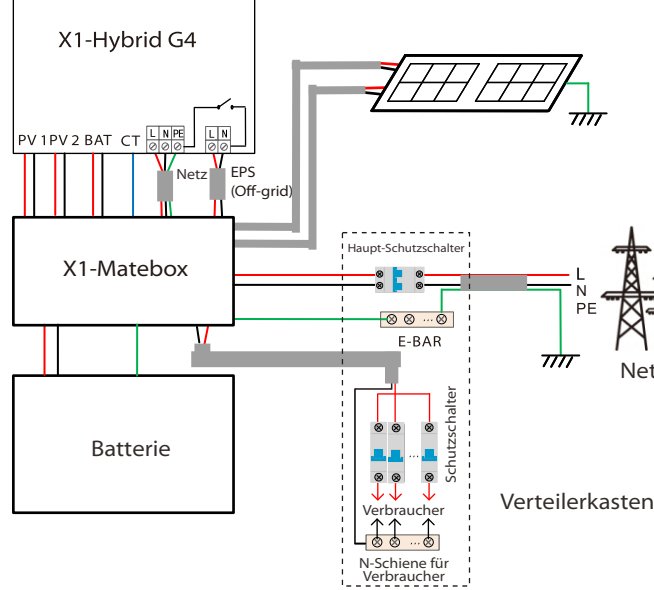 X1-Hybrid G4
PV 1 PV 2 BAT CT
L N PE
L N
Netz
EPS
(Off-grid)
X1-Matebox
Haupt-Schutzschalter
L
N
PE
E-BAR
Net
Batterie
Schutzschalter
...
Verbraucher
Verteilerkasten
N-Schiene für
Verbraucher